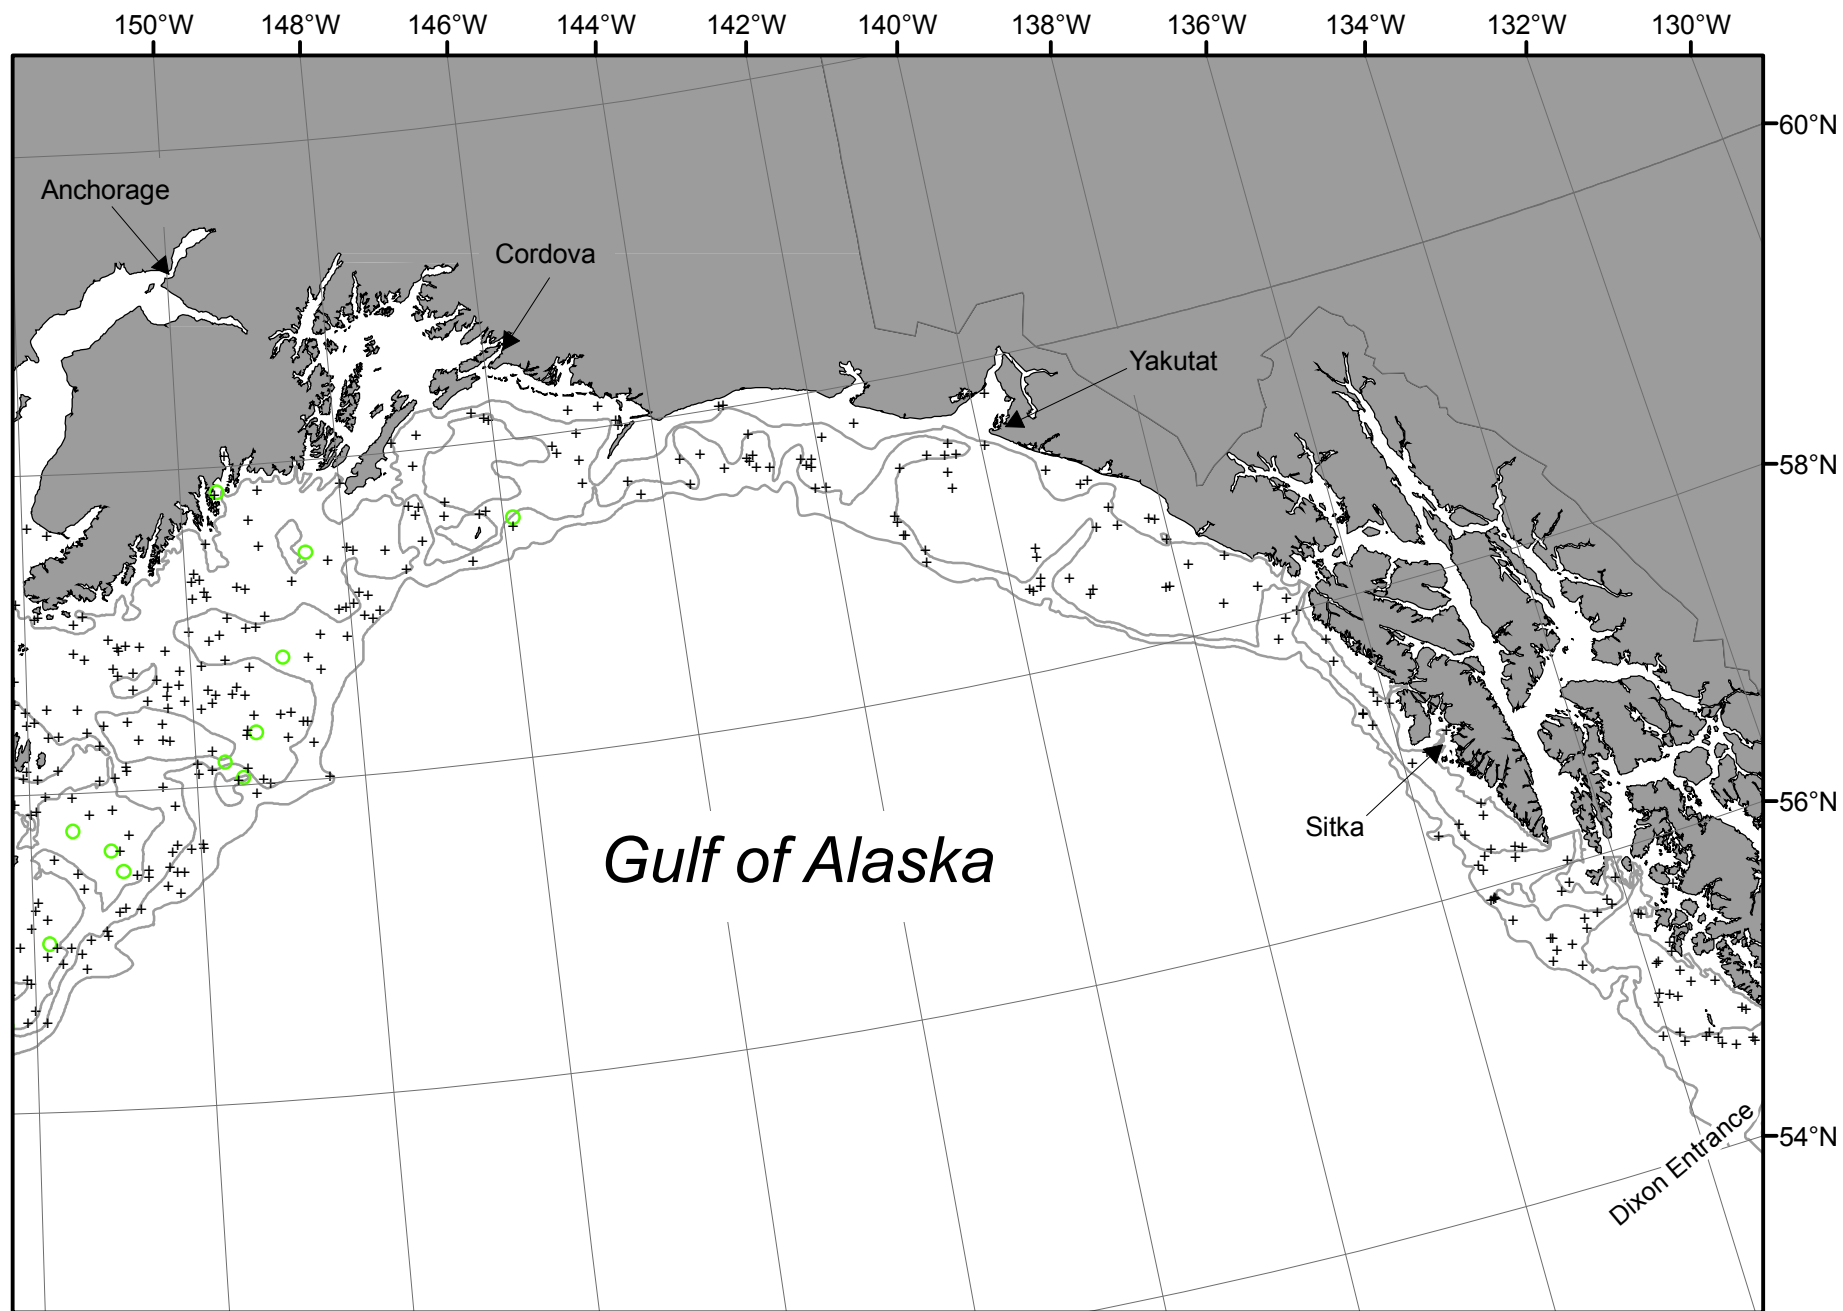 150°W 148°W 146°W 144°W 142°W 140°W 138°W 136°W 134°W 132°W 130°W
60°N
Anchorage
Cordova
Yakutat
58°N
56°N
Sitka
Gulf of Alaska
54°N
Dixon Entrance